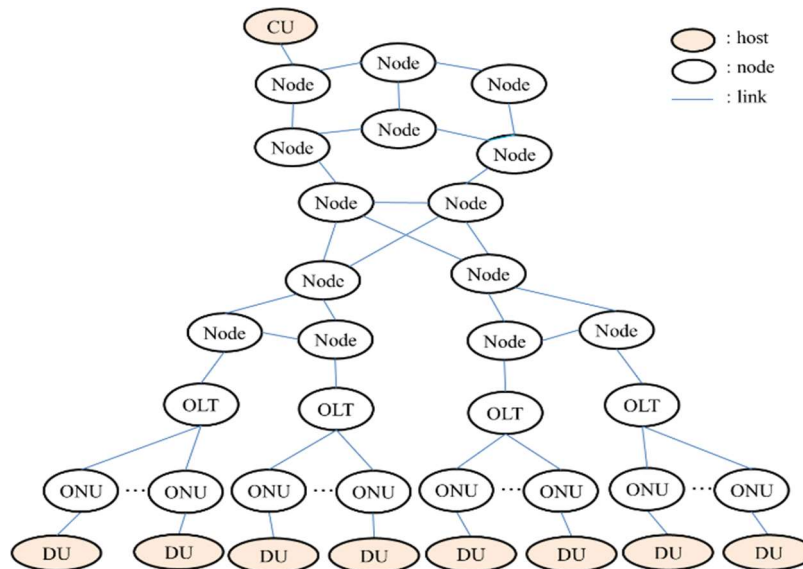 CU
: host
Node
Node
Node
: node
: link
Node
Node
Node
Node
Node
Node
Node
Node
Node
Node
Node
OLT
OLT
OLT
OLT
ONU ... ONU
ONU ... ONU
ONU ... ONU
ONU ... ONU
DU
DU
DU
DU
DU
DU
DU
DU